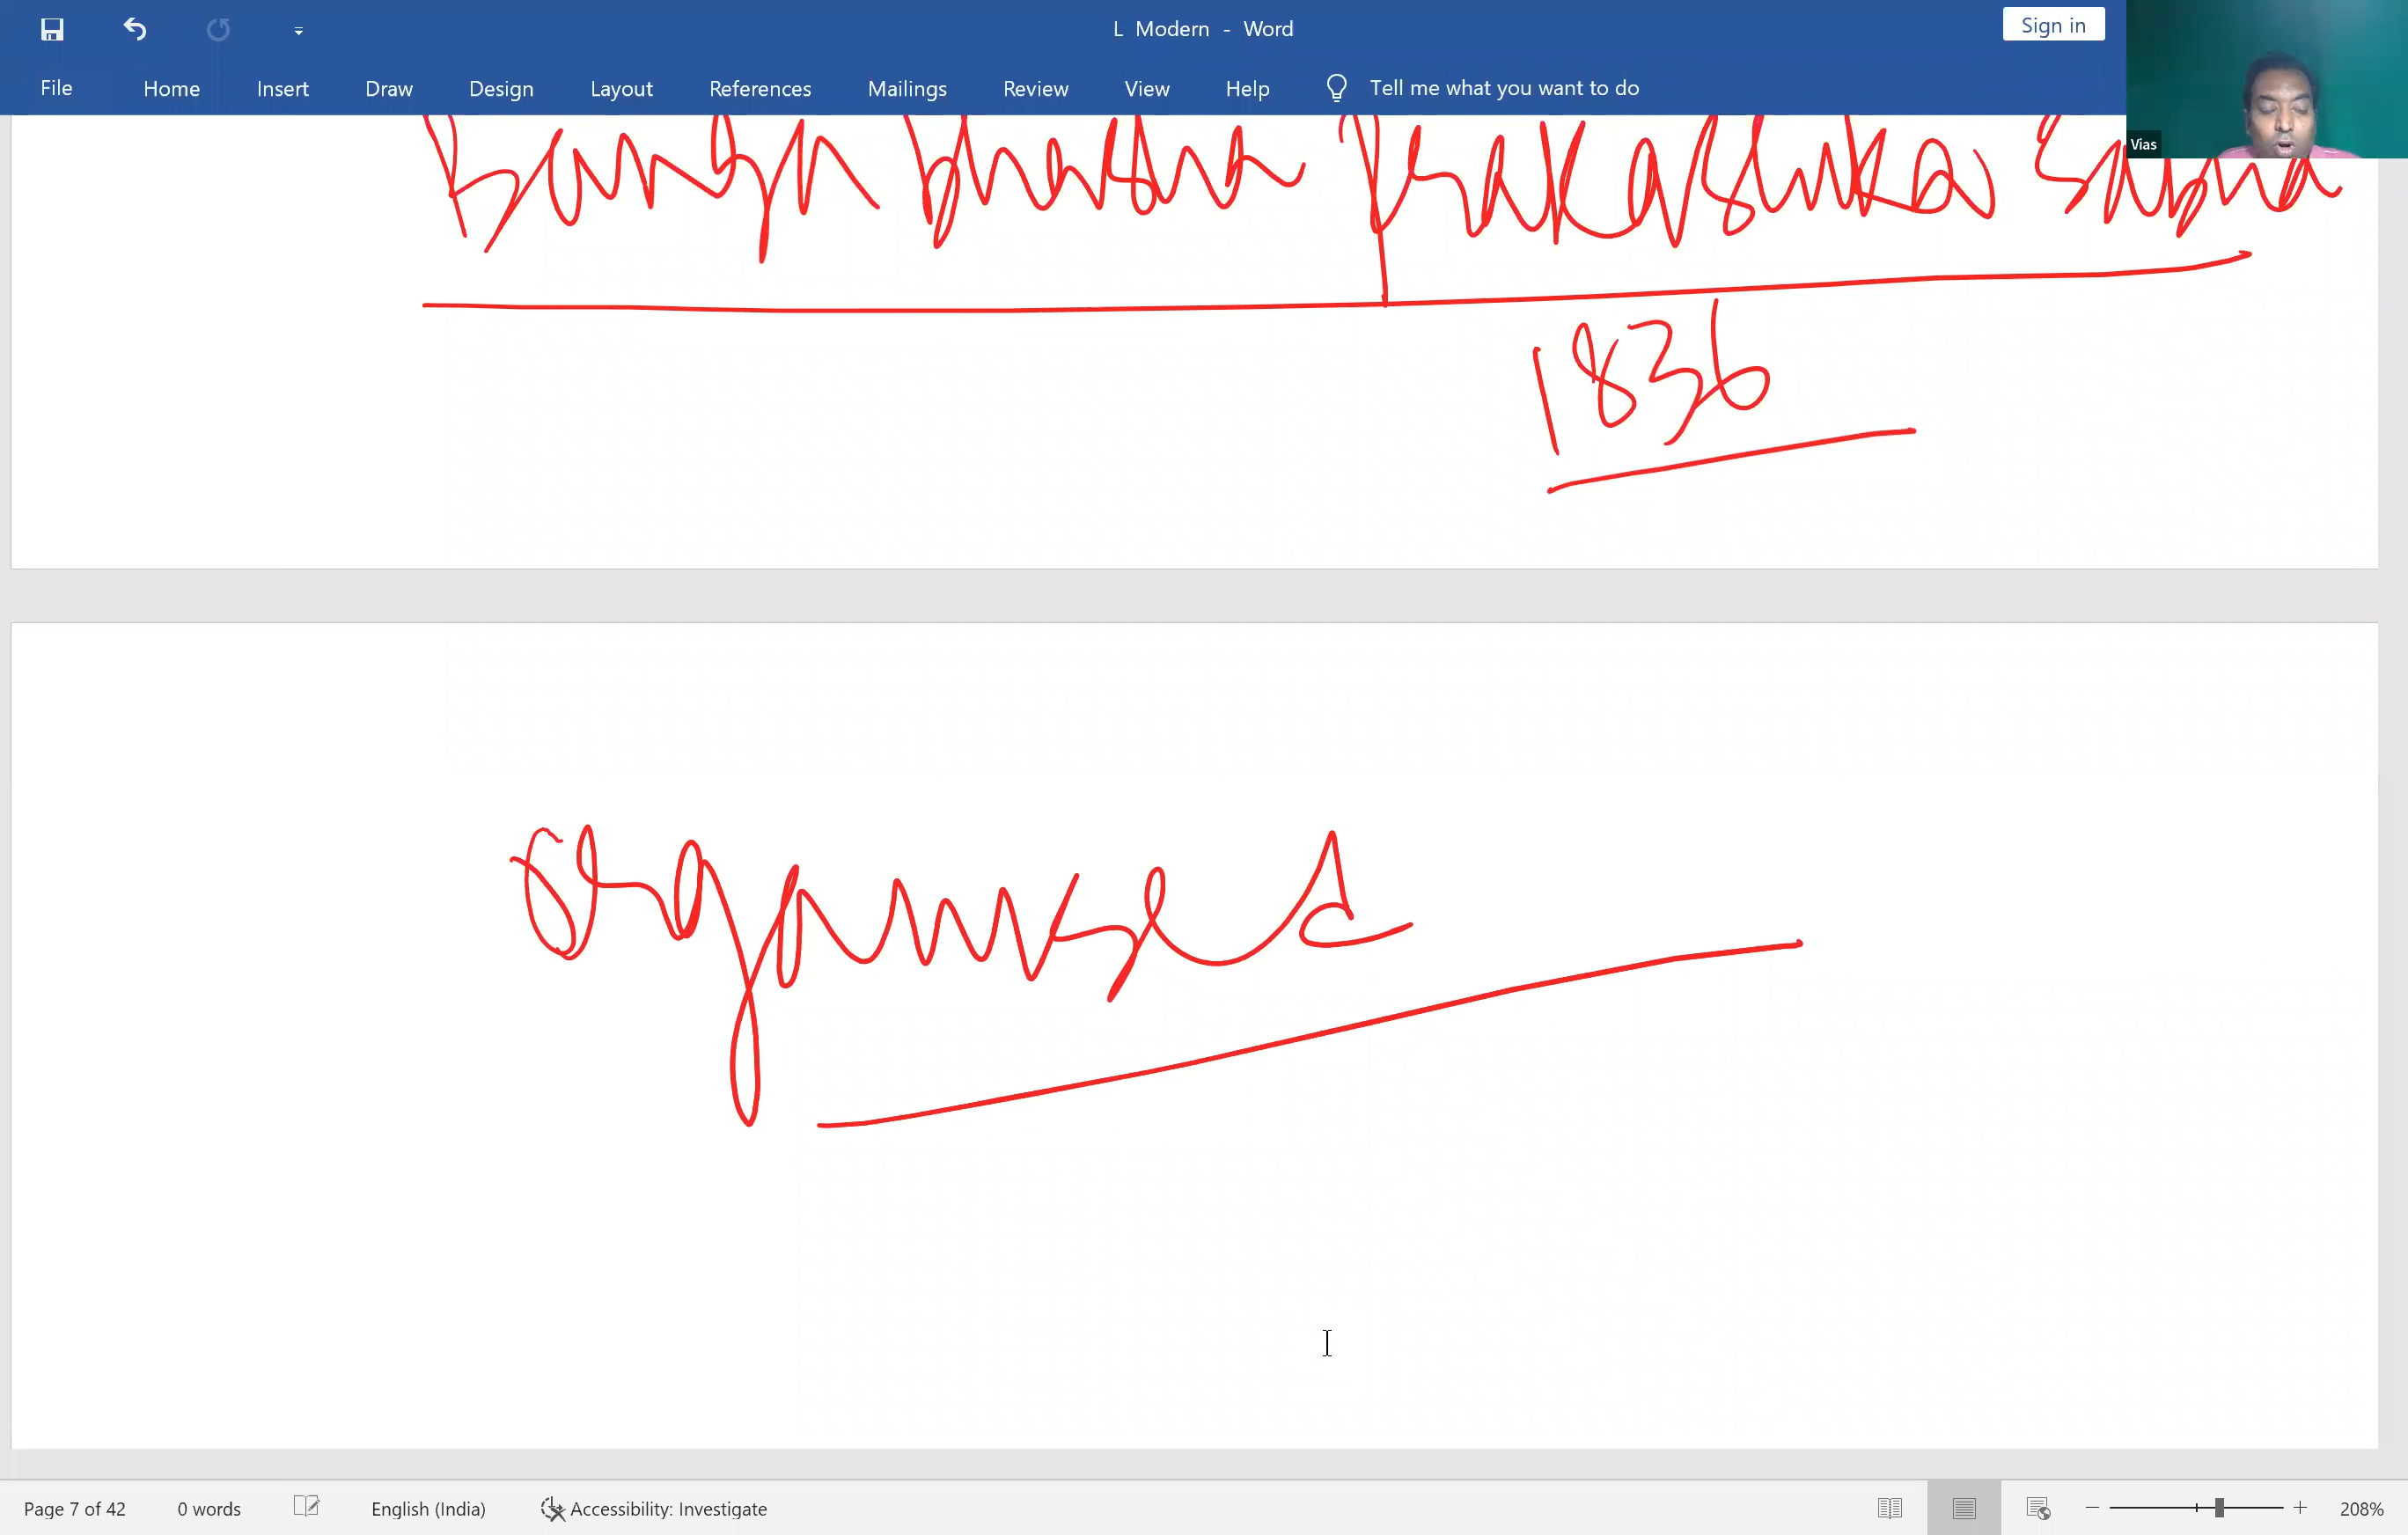 L Modern - Word
Sign in
File Home Insert Draw Design Layout References Mailings Review View Help Tell me what you want to do
Vias
Banga Bhasha Prakasika Sabha
1836
Organised
Page 7 of 42 0 words English (India) Accessibility: Investigate 208%